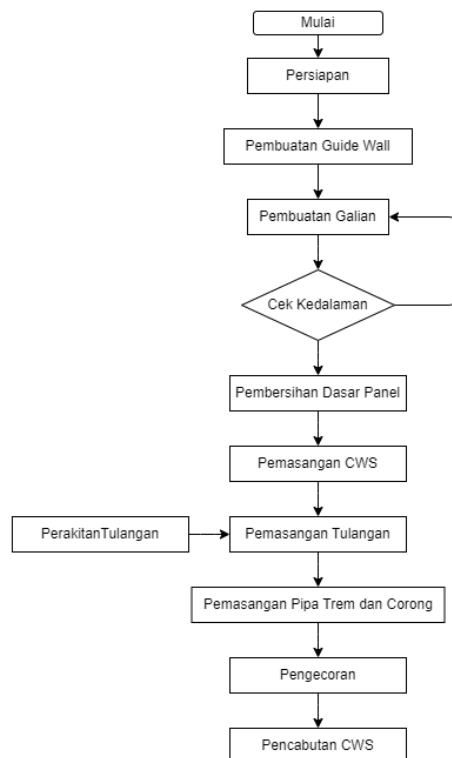 Mulai
Persiapan
Pembuatan Guide Wall
Pembuatan Galian
Cek Kedalaman
Pembersihan Dasar Panel
Pemasangan CWS
PerakitanTulangan
Pemasangan Tulangan
Pemasangan Pipa Trem dan Corong
Pengecoran
Pencabutan CWS